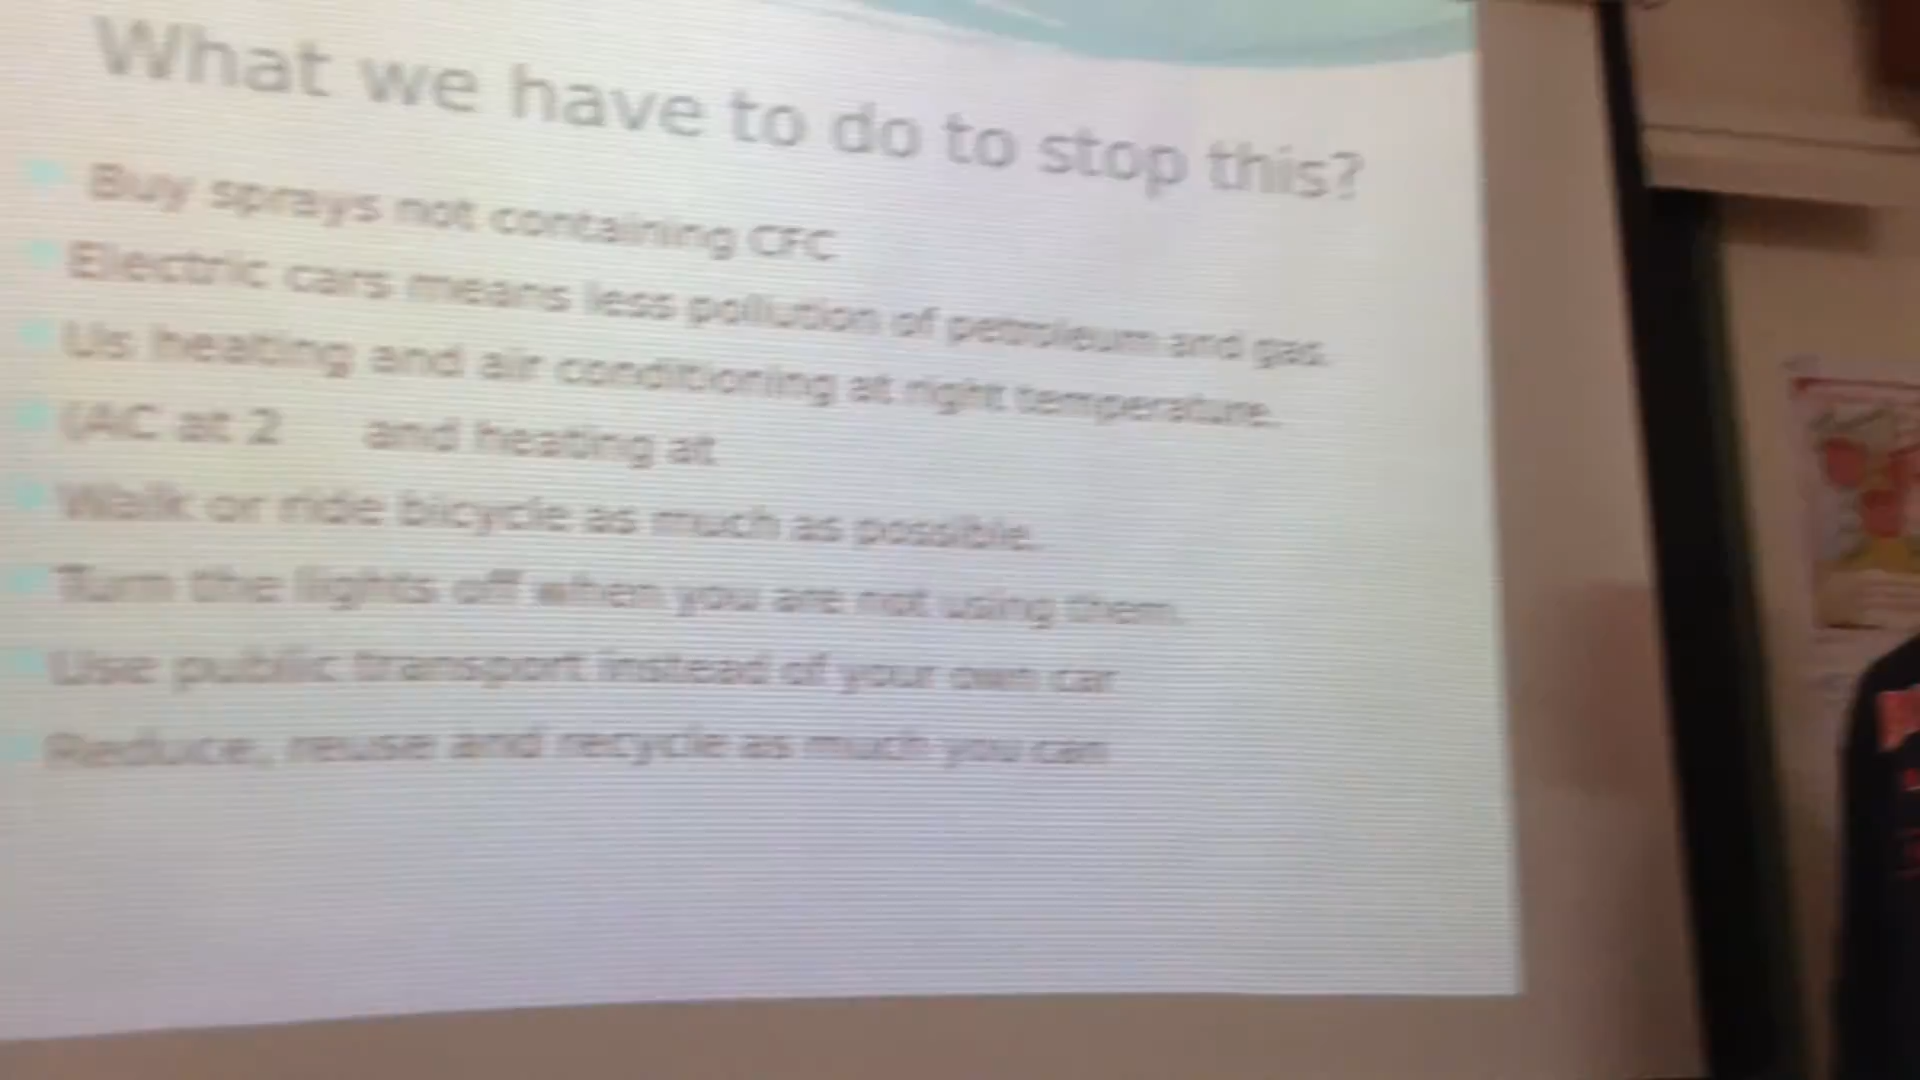 What we have to do to stop this?
Buy sprays not containing CFC
Electric cars means less pollution of petroleum and gas.
Us heating and air conditioning at right temperature.
(AC at 2 and heating at
Walk or ride bicycle as much as possible.
Turn the lights off when you are not using them.
Use public transport instead of your own car
Reduce, reuse and recycle as much you can